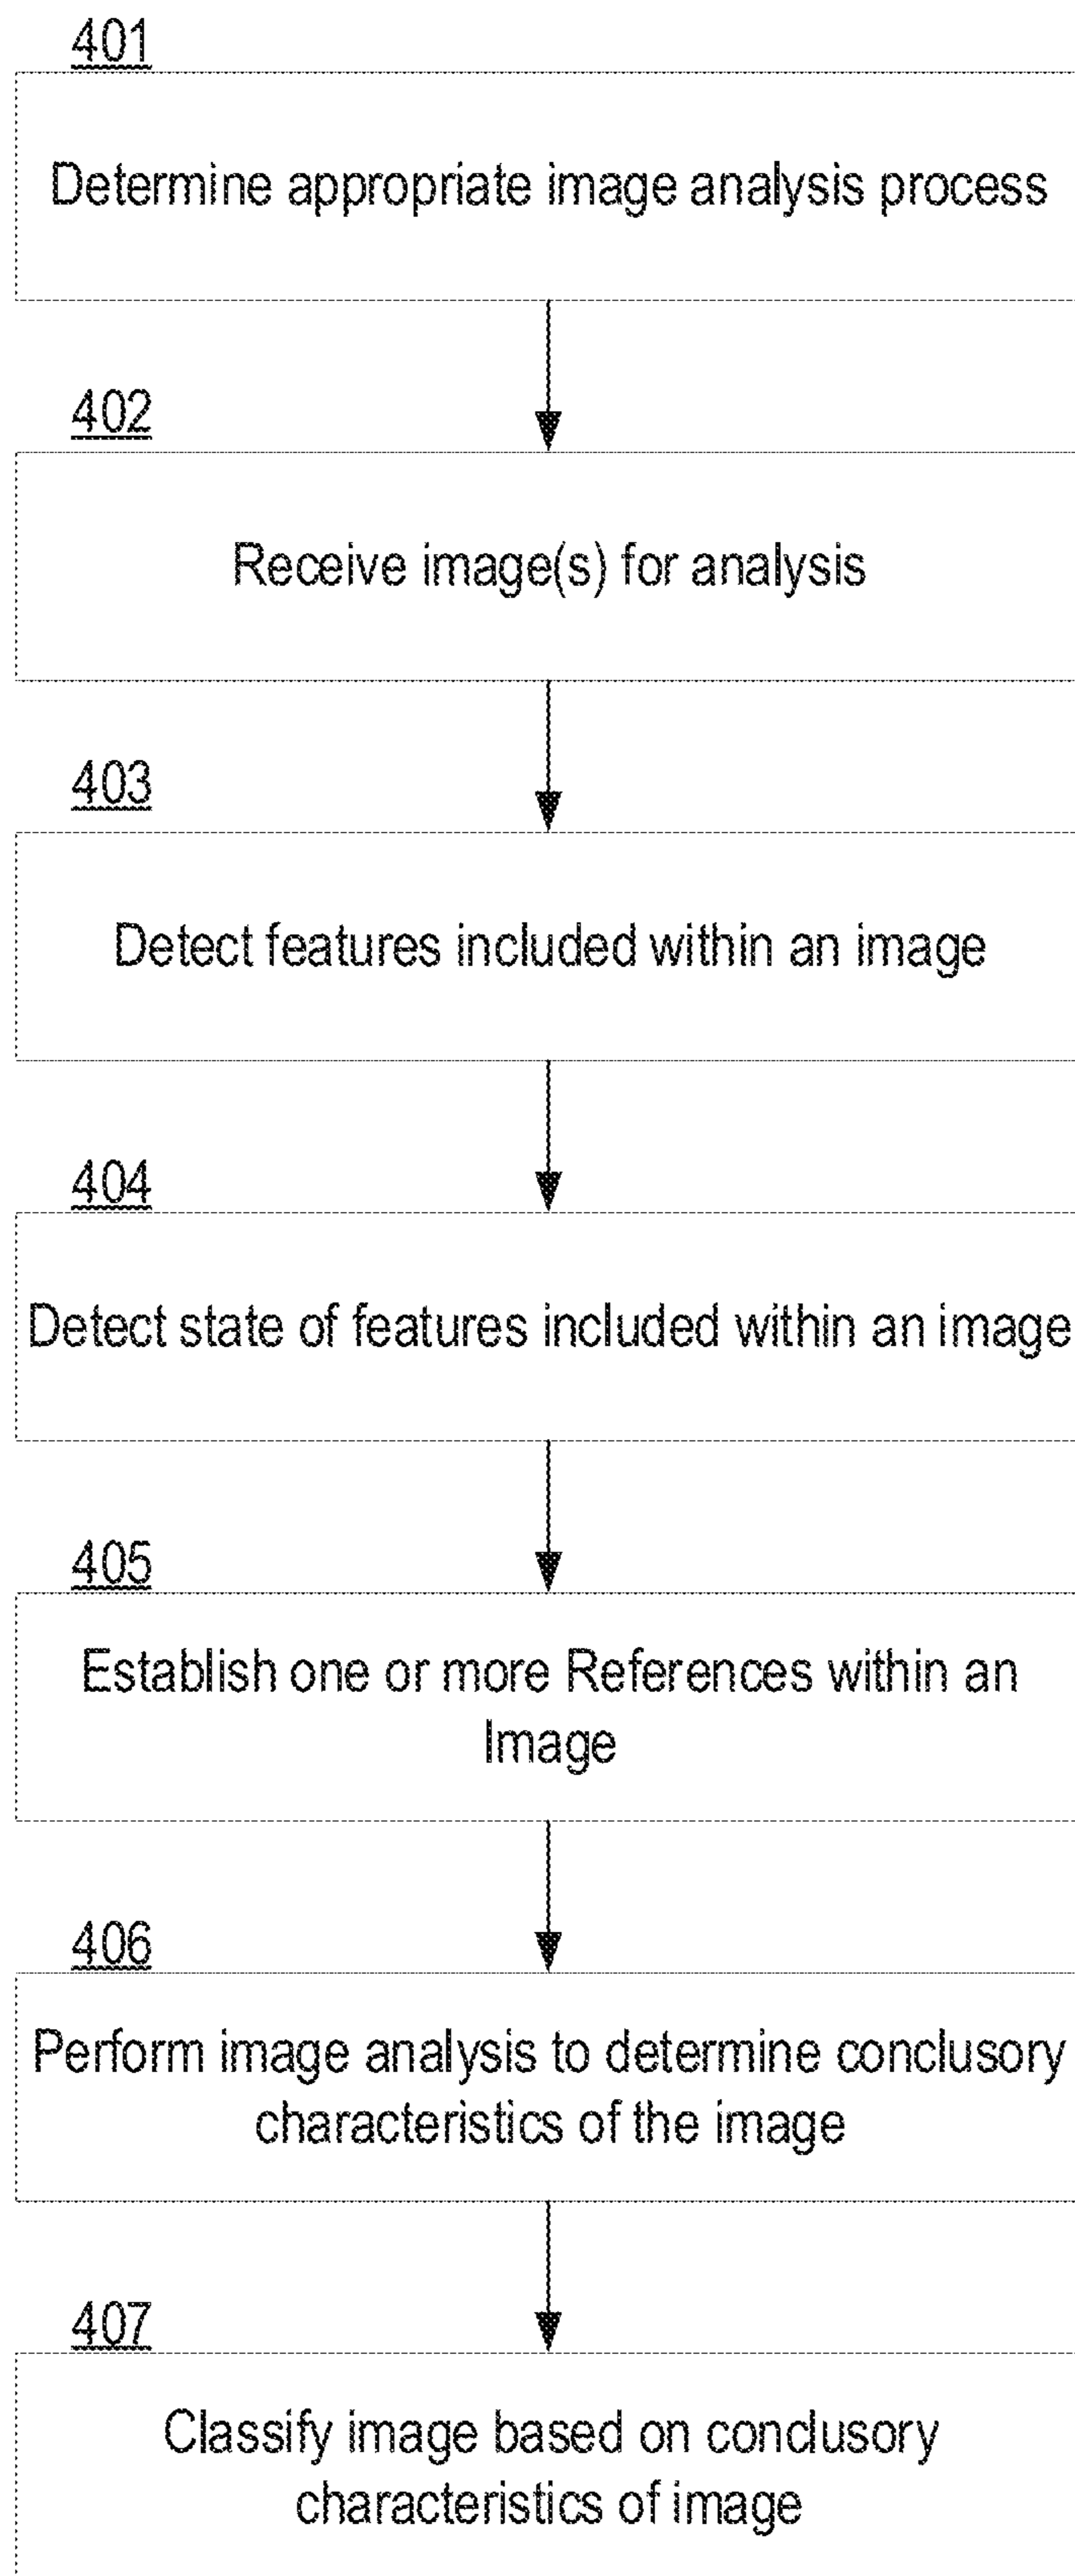 401
Determine appropriate image analysis process
402
Receive image(s) for analysis
403
Detect features included within an image
404
Detect state of features included within an image
405
Establish one or more References within an
Image
406
Perform image analysis to determine conclusory
characteristics of the image
407
Classify image based on conclusory
characteristics of image